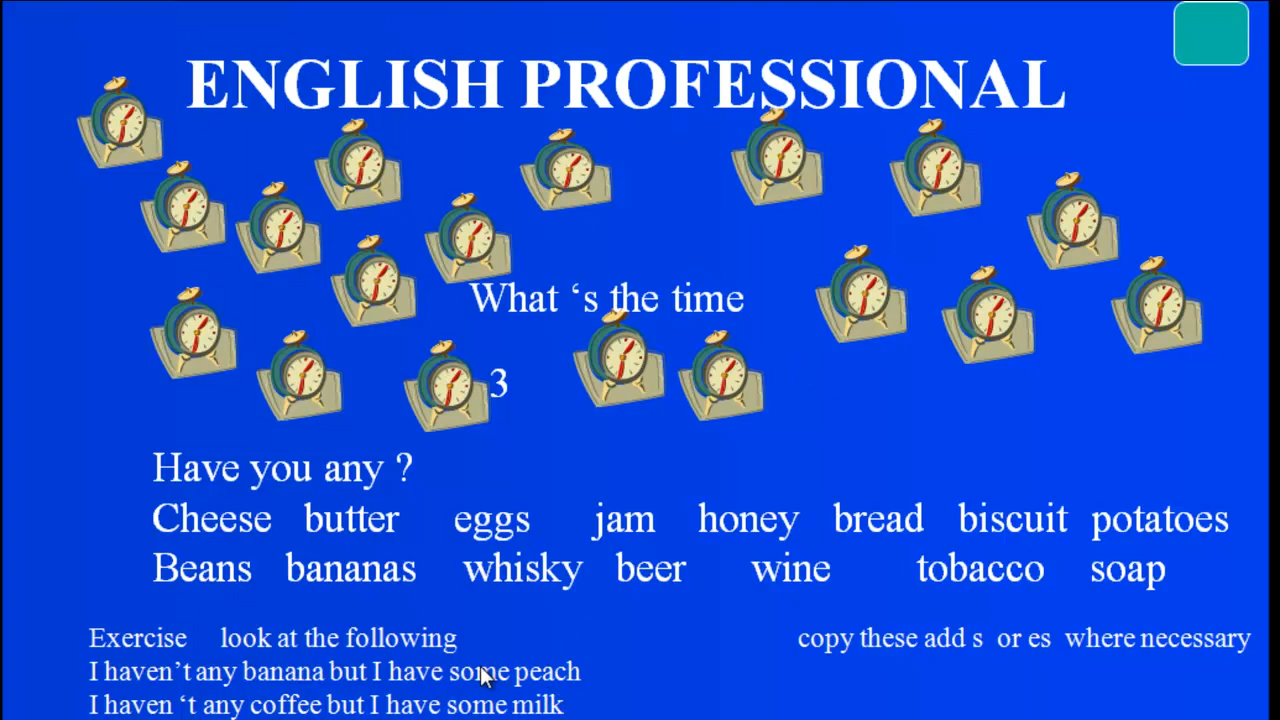 ENGLISH PROFESSIONAL
What ‘s the time
3
Have you any ?
Cheese butter eggs jam honey bread biscuit potatoes
Beans bananas whisky beer wine tobacco soap
Exercise look at the following copy these add s or es where necessary
I haven’t any banana but I have some peach
I haven ‘t any coffee but I have some milk